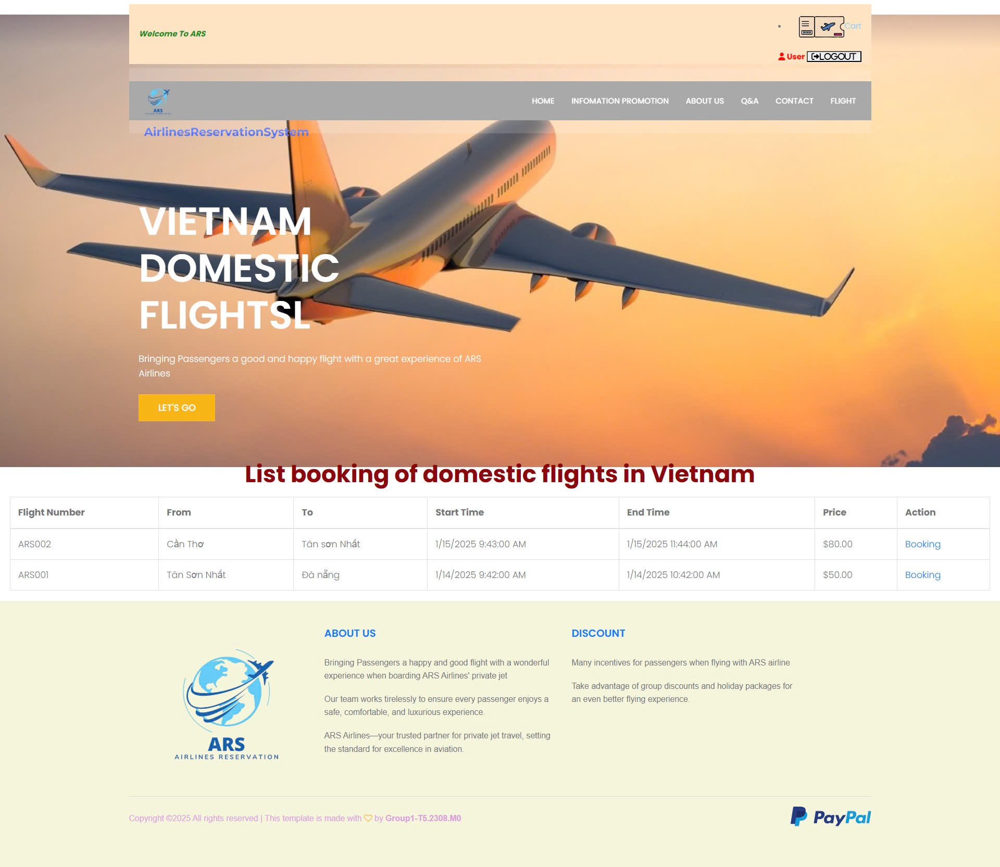 Welcome To ARS
Cart
User LOGOUT
ARS
AIRLINES RESERVATION
HOME INFOMATION PROMOTION ABOUT US Q&A CONTACT FLIGHT
AirlinesReservationSystem
VIETNAM
DOMESTIC
FLIGHTSL
Bringing Passengers a good and happy flight with a great experience of ARS
Airlines
LET'S GO
List booking of domestic flights in Vietnam
Flight Number From To Start Time End Time Price Action
ARS002 Cần Thơ Tân sơn Nhất 1/15/2025 9:43:00 AM 1/15/2025 11:44:00 AM $80.00 Booking
ARS001 Tân Sơn Nhất Đà nẵng 1/14/2025 9:42:00 AM 1/14/2025 10:42:00 AM $50.00 Booking
ARS
AIRLINES RESERVATION
ABOUT US
Bringing Passengers a happy and good flight with a wonderful
experience when boarding ARS Airlines' private jet
Our team works tirelessly to ensure every passenger enjoys a
safe, comfortable, and luxurious experience.
ARS Airlines—your trusted partner for private jet travel, setting
the standard for excellence in aviation.
DISCOUNT
Many incentives for passengers when flying with ARS airline
Take advantage of group discounts and holiday packages for
an even better flying experience.
Copyright ©2025 All rights reserved | This template is made with ♡ by Group1-T5.2308.M0
PayPal